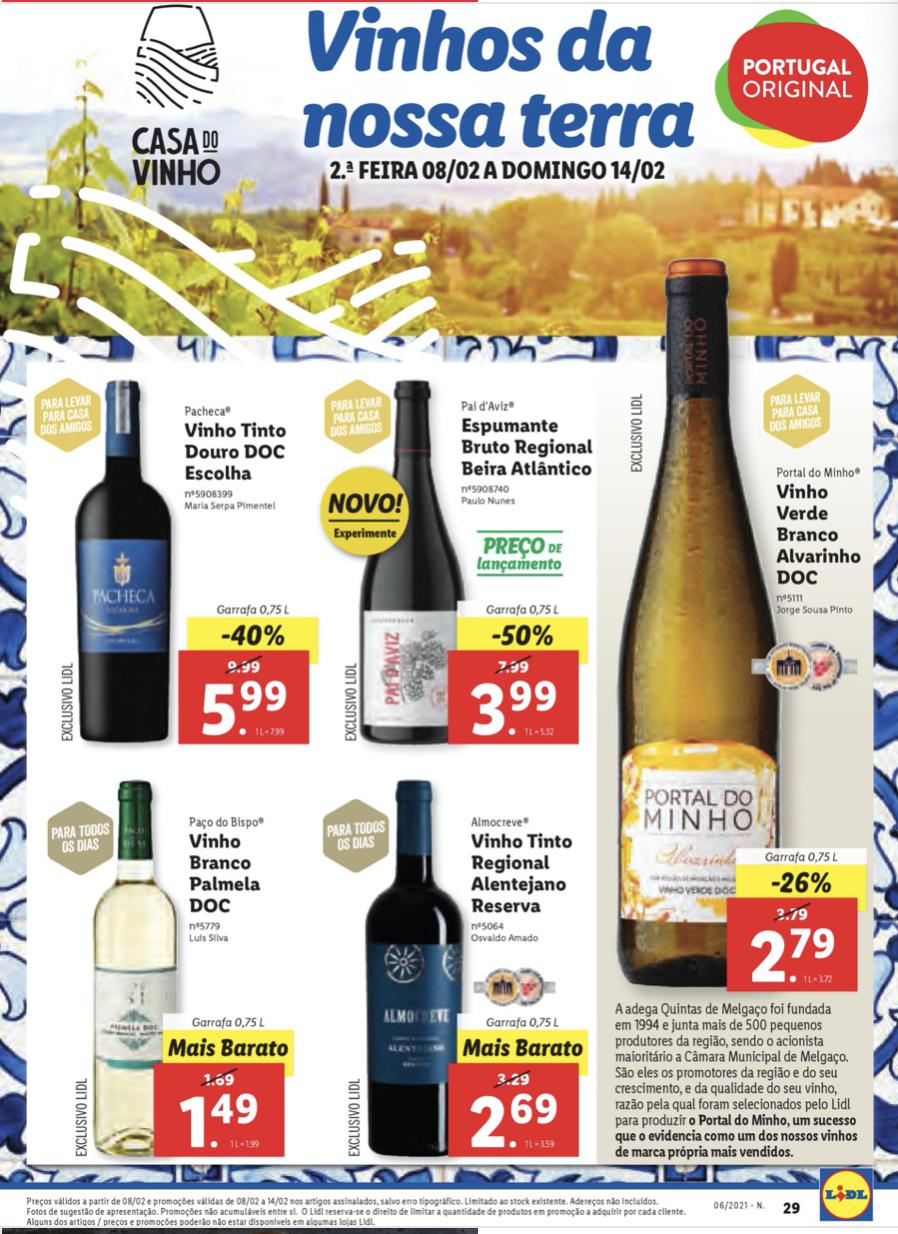 CASA DO
VINHO
Vinhos da
nossa terra
2.ª FEIRA 08/02 A DOMINGO 14/02
PORTUGAL
ORIGINAL
PARA LEVAR
PARA CASA
DOS AMIGOS
Pacheca®
Vinho Tinto
Douro DOC
Escolha
nº5908399
Maria Serpa Pimentel
PACHECA
ESCOLHA
EXCLUSIVO LIDL
Garrafa 0,75 L
-40%
9.99
5.99
1 L=7,99
PARA LEVAR
PARA CASA
DOS AMIGOS
NOVO!
Experimente
Pai d'Aviz®
Espumante
Bruto Regional
Beira Atlântico
nº5908740
Paulo Nunes
PREÇO DE
lançamento
PAI D'AVIZ
EXCLUSIVO LIDL
Garrafa 0,75 L
-50%
7.99
3.99
1 L=5,32
EXCLUSIVO LIDL
PORTAL DO
MINHO
PARA LEVAR
PARA CASA
DOS AMIGOS
Portal do Minho®
Vinho
Verde
Branco
Alvarinho
DOC
nº5111
Jorge Sousa Pinto
PORTAL DO
MINHO
Alvarinho
VINHO VERDE DOC
Garrafa 0,75 L
-26%
3.79
2.79
1 L=3,72
A adega Quintas de Melgaço foi fundada
em 1994 e junta mais de 500 pequenos
produtores da região, sendo o acionista
maioritário a Câmara Municipal de Melgaço.
São eles os promotores da região e do seu
crescimento, e da qualidade do seu vinho,
razão pela qual foram selecionados pelo Lidl
para produzir o Portal do Minho, um sucesso
que o evidencia como um dos nossos vinhos
de marca própria mais vendidos.
PARA TODOS
OS DIAS
Paço do Bispo®
Vinho
Branco
Palmela
DOC
nº5779
Luís Silva
PALMELA DOC
EXCLUSIVO LIDL
Garrafa 0,75 L
Mais Barato
1.69
1.49
1 L=1,99
PARA TODOS
OS DIAS
Almocreve®
Vinho Tinto
Regional
Alentejano
Reserva
nº5064
Osvaldo Amado
ALMOCREVE
EXCLUSIVO LIDL
Garrafa 0,75 L
Mais Barato
3.29
2.69
1 L=3,59
Preços válidos a partir de 08/02 e promoções válidas de 08/02 a 14/02 nos artigos assinalados, salvo erro tipográfico. Limitado ao stock existente. Adereços não incluídos.
Fotos de sugestão de apresentação. Promoções não acumuláveis entre si. O Lidl reserva-se o direito de limitar a quantidade de produtos em promoção a adquirir por cada cliente.
Alguns dos artigos / preços e promoções poderão não estar disponíveis em algumas lojas Lidl.
06/2021 - N. 29
LIDL